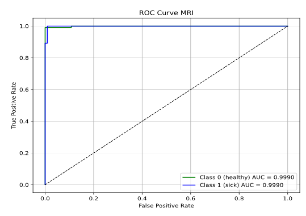 ROC Curve MRI
True Positive Rate
1.0
0.8
0.6
0.4
0.2
0.0
Class 0 (healthy) AUC = 0.9990
Class 1 (sick) AUC = 0.9990
0.0 0.2 0.4 0.6 0.8 1.0
False Positive Rate